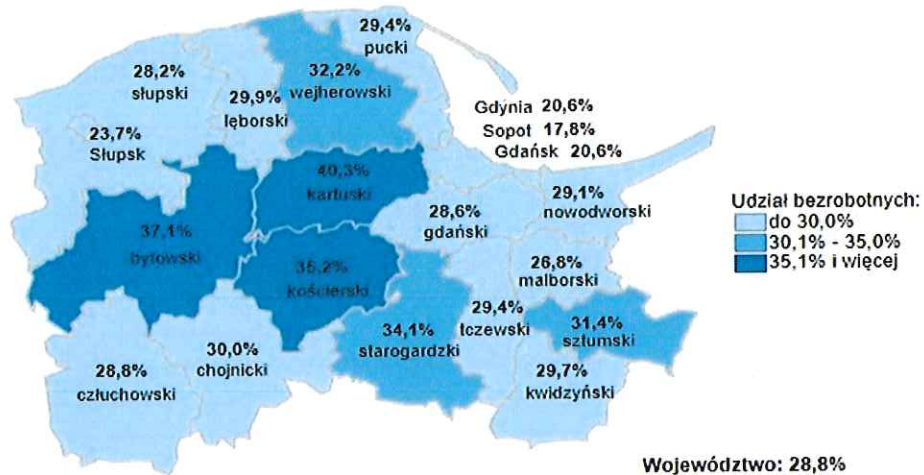 29,4%
pucki
28,2%
słupski
29,9%
lęborski
32,2%
wejherowski
Gdynia 20,6%
Sopot 17,8%
Gdańsk 20,6%
23,7%
Słupsk
40,3%
kartuski
29,1%
nowodworski
28,6%
gdański
37,1%
bytowski
35,2%
kościerski
26,8%
malborski
29,4%
tczewski
31,4%
sztumski
34,1%
starogardzki
30,0%
chojnicki
28,8%
człuchowski
29,7%
kwidzyński
Udział bezrobotnych:
do 30,0%
30,1% - 35,0%
35,1% i więcej
Województwo: 28,8%